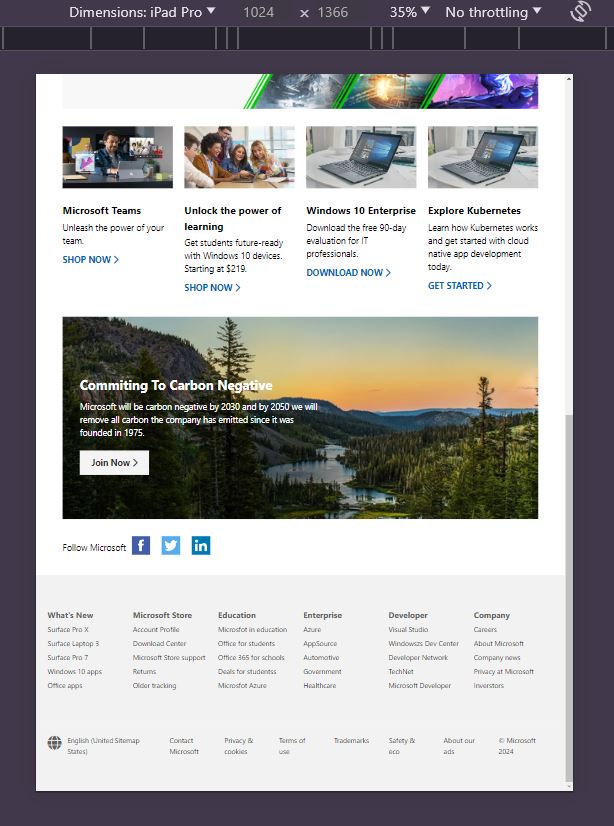 Dimensions: iPad Pro 1024 × 1366 35% No throttling
Microsoft Teams
Unleash the power of your
team.
SHOP NOW
Unlock the power of
learning
Get students future-ready
with Windows 10 devices.
Starting at $219.
SHOP NOW
Windows 10 Enterprise
Download the free 90-day
evaluation for IT
professionals.
DOWNLOAD NOW
Explore Kubernetes
Learn how Kubernetes works
and get started with cloud
native app development
today.
GET STARTED
Commiting To Carbon Negative
Microsoft will be carbon negative by 2030 and by 2050 we will
remove all carbon the company has emitted since it was
founded in 1975.
Join Now
Follow Microsoft
What's New
Surface Pro X
Surface Laptop 3
Surface Pro 7
Windows 10 apps
Office apps
Microsoft Store
Account Profile
Download Center
Microsoft Store support
Returns
Older tracking
Education
Microsfot in education
Office for students
Office 365 for schools
Deals for studentss
Microsfot Azure
Enterprise
Azure
AppSource
Automotive
Government
Healthcare
Developer
Visual Studio
Windowszs Dev Center
Developer Network
TechNet
Microsoft Developer
Company
Careers
About Microsoft
Company news
Privacy at Microsoft
Inverstors
English (United Sitemap
States)
Contact
Microsoft
Privacy &
cookies
Terms of
use
Trademarks
Safety &
eco
About our
ads
© Microsoft
2024